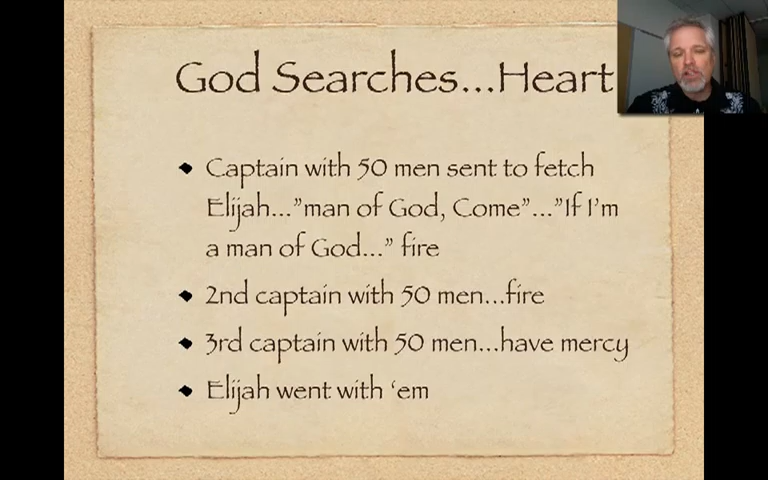 God Searches...Heart
Captain with 50 men sent to fetch
Elijah..."man of God, Come"..."If I'm
a man of God..." fire
2nd captain with 50 men...fire
3rd captain with 50 men...have mercy
Elijah went with 'em